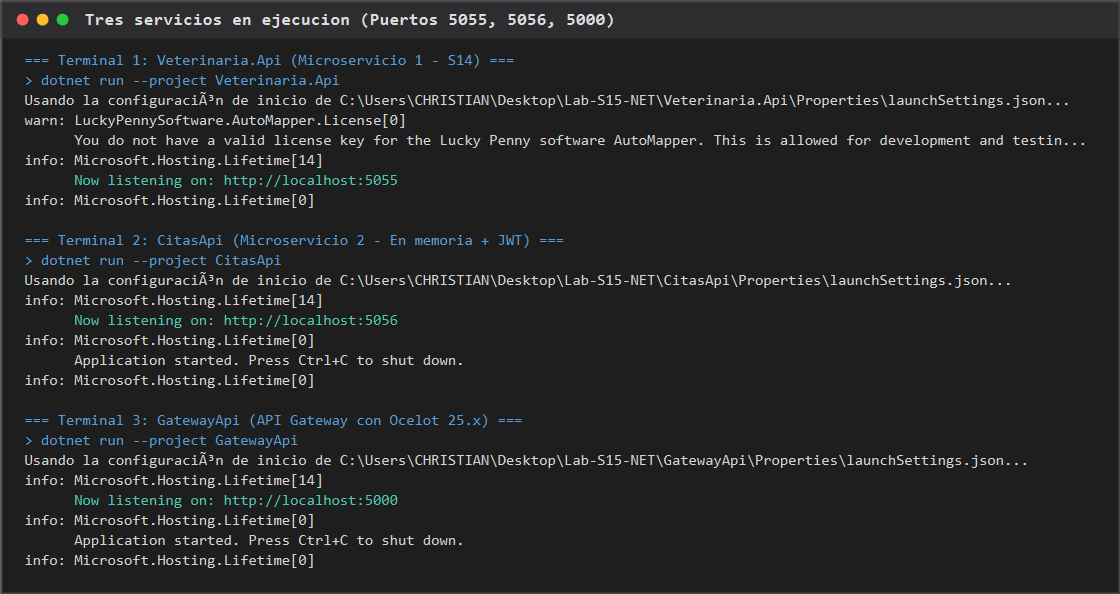 Tres servicios en ejecucion (Puertos 5055, 5056, 5000)
=== Terminal 1: Veterinaria.Api (Microservicio 1 - S14) ===
> dotnet run --project Veterinaria.Api
Usando la configuraciÃ³n de inicio de C:\Users\CHRISTIAN\Desktop\Lab-S15-NET\Veterinaria.Api\Properties\launchSettings.json...
warn: LuckyPennySoftware.AutoMapper.License[0]
You do not have a valid license key for the Lucky Penny software AutoMapper. This is allowed for development and testin...
info: Microsoft.Hosting.Lifetime[14]
Now listening on: http://localhost:5055
info: Microsoft.Hosting.Lifetime[0]
=== Terminal 2: CitasApi (Microservicio 2 - En memoria + JWT) ===
> dotnet run --project CitasApi
Usando la configuraciÃ³n de inicio de C:\Users\CHRISTIAN\Desktop\Lab-S15-NET\CitasApi\Properties\launchSettings.json...
info: Microsoft.Hosting.Lifetime[14]
Now listening on: http://localhost:5056
info: Microsoft.Hosting.Lifetime[0]
Application started. Press Ctrl+C to shut down.
info: Microsoft.Hosting.Lifetime[0]
=== Terminal 3: GatewayApi (API Gateway con Ocelot 25.x) ===
> dotnet run --project GatewayApi
Usando la configuraciÃ³n de inicio de C:\Users\CHRISTIAN\Desktop\Lab-S15-NET\GatewayApi\Properties\launchSettings.json...
info: Microsoft.Hosting.Lifetime[14]
Now listening on: http://localhost:5000
info: Microsoft.Hosting.Lifetime[0]
Application started. Press Ctrl+C to shut down.
info: Microsoft.Hosting.Lifetime[0]